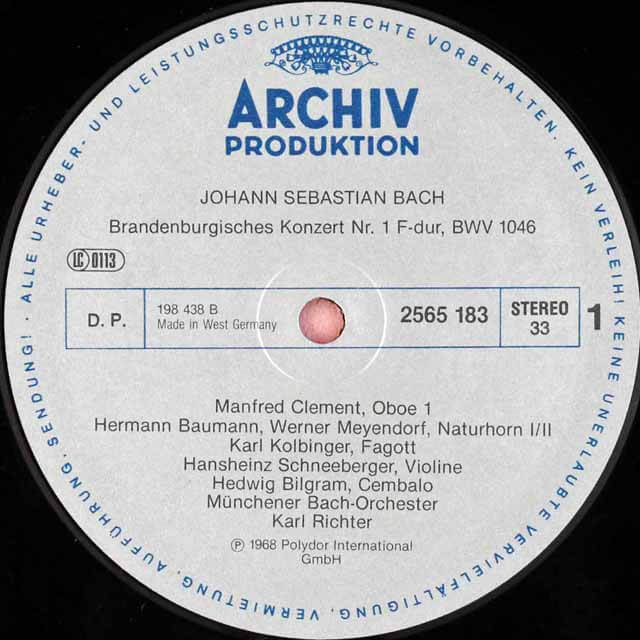 · ALLE URHEBER- UND LEISTUNGSSCHUTZRECHTE VORBEHALTEN. KEIN VERLEIH! KEINE UNERLAUBTE VERVIELFÄLTIGUNG, VERMIETUNG, AUFFÜHRUNG, SENDUNG!
ARCHIV
PRODUKTION
JOHANN SEBASTIAN BACH
Brandenburgisches Konzert Nr. 1 F-dur, BWV 1046
LC 0113
D. P.
198 438 B
Made in West Germany
2565 183
STEREO
33
1
Manfred Clement, Oboe 1
Hermann Baumann, Werner Meyendorf, Naturhorn I/II
Karl Kolbinger, Fagott
Hansheinz Schneeberger, Violine
Hedwig Bilgram, Cembalo
Münchener Bach-Orchester
Karl Richter
Ⓟ 1968 Polydor International
GmbH